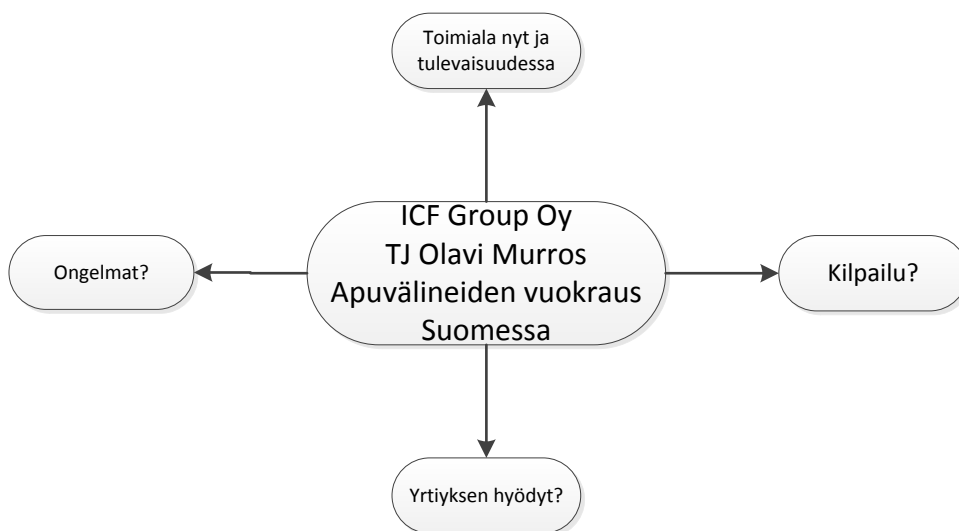 Toimiala nyt ja
tulevaisuudessa
ICF Group Oy
TJ Olavi Murros
Apuvälineiden vuokraus
Suomessa
Ongelmat?
Kilpailu?
Yrtiyksen hyödyt?